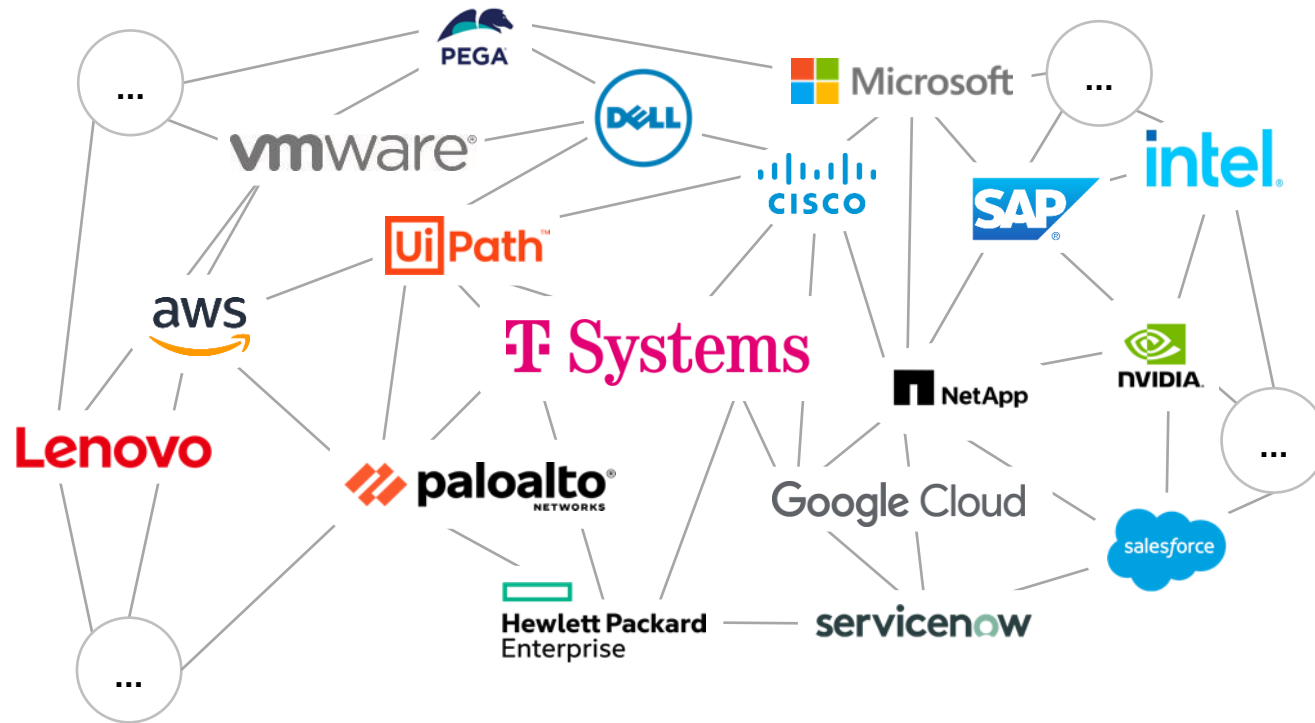 PEGA
...
Microsoft
...
DELL
vmware®
intel®
CISCO
SAP®
UiPath™
aws
T Systems
NVIDIA.
NetApp
Lenovo
...
paloalto®
NETWORKS
Google Cloud
salesforce
Hewlett Packard
Enterprise
servicenow
...